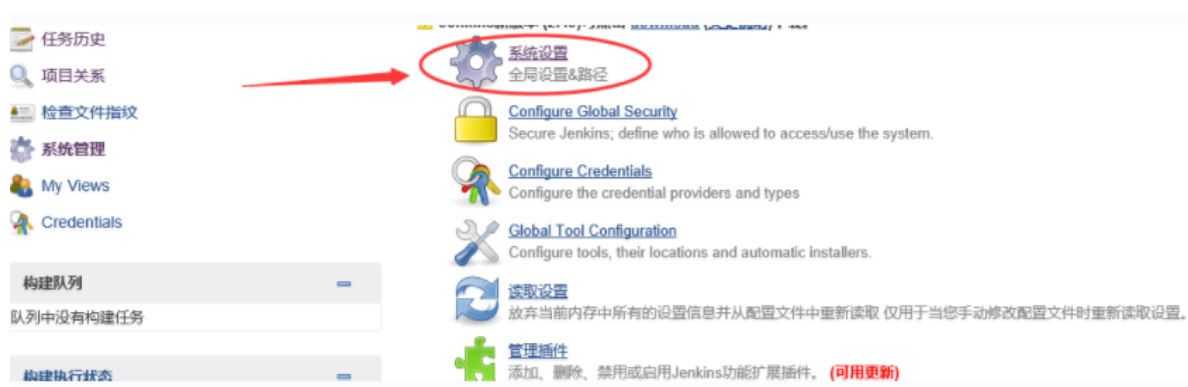 任务历史
项目关系
检查文件指纹
系统管理
My Views
Credentials
构建队列
队列中没有构建任务
构建执行状态
系统设置
全局设置&路径
Configure Global Security
Secure Jenkins; define who is allowed to access/use the system.
Configure Credentials
Configure the credential providers and types
Global Tool Configuration
Configure tools, their locations and automatic installers.
读取设置
放弃当前内存中所有的设置信息并从配置文件中重新读取 仅用于当您手动修改配置文件时重新读取设置。
管理插件
添加、删除、禁用或启用Jenkins功能扩展插件。 (可用更新)